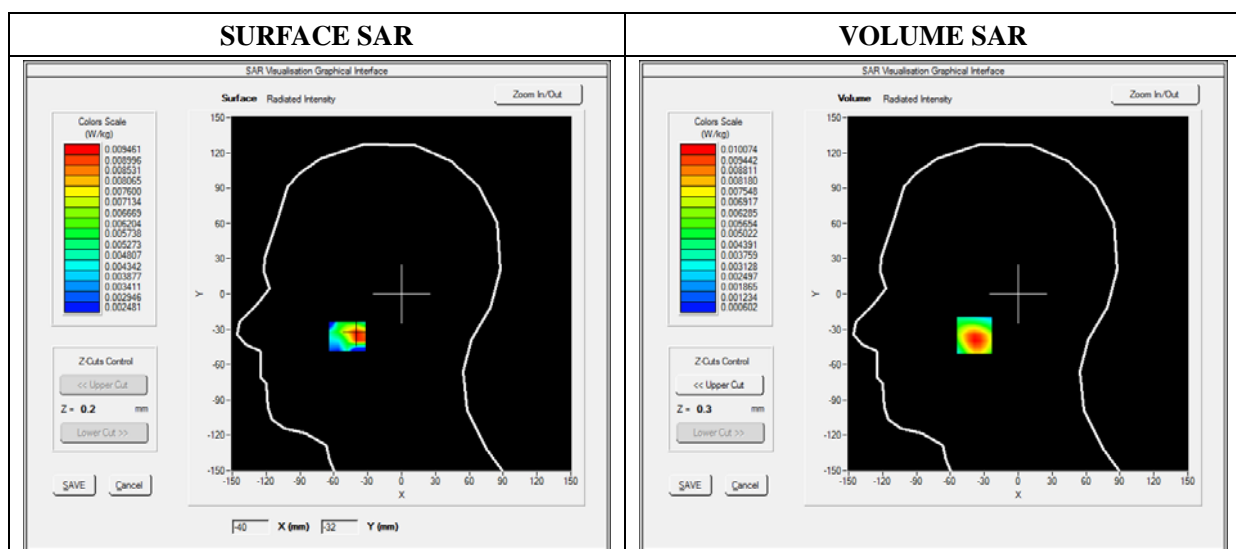 SURFACE SAR
VOLUME SAR
SAR Visualisation Graphical Interface
Surface Radiated Intensity
Zoom In/Out
Colors Scale
(W/kg)
0.009461
0.008996
0.008531
0.008065
0.007600
0.007134
0.006669
0.006204
0.005738
0.005273
0.004807
0.004342
0.003877
0.003411
0.002946
0.002481
150
120
90
60
30
0
-30
-60
-90
-120
-150
Y
-150 -120 -90 -60 -30 0 30 60 90 120 150
X
Z-Cuts Control
<< Upper Cut
Z = 0.2 mm
Lower Cut >>
SAVE Cancel
-40 X (mm) -32 Y (mm)
SAR Visualisation Graphical Interface
Volume Radiated Intensity
Zoom In/Out
Colors Scale
(W/kg)
0.010074
0.009442
0.008811
0.008180
0.007548
0.006917
0.006285
0.005654
0.005022
0.004391
0.003759
0.003128
0.002497
0.001865
0.001234
0.000602
150
120
90
60
30
0
-30
-60
-90
-120
-150
Y
-150 -120 -90 -60 -30 0 30 60 90 120 150
X
Z-Cuts Control
<< Upper Cut
Z = 0.3 mm
Lower Cut >>
SAVE Cancel